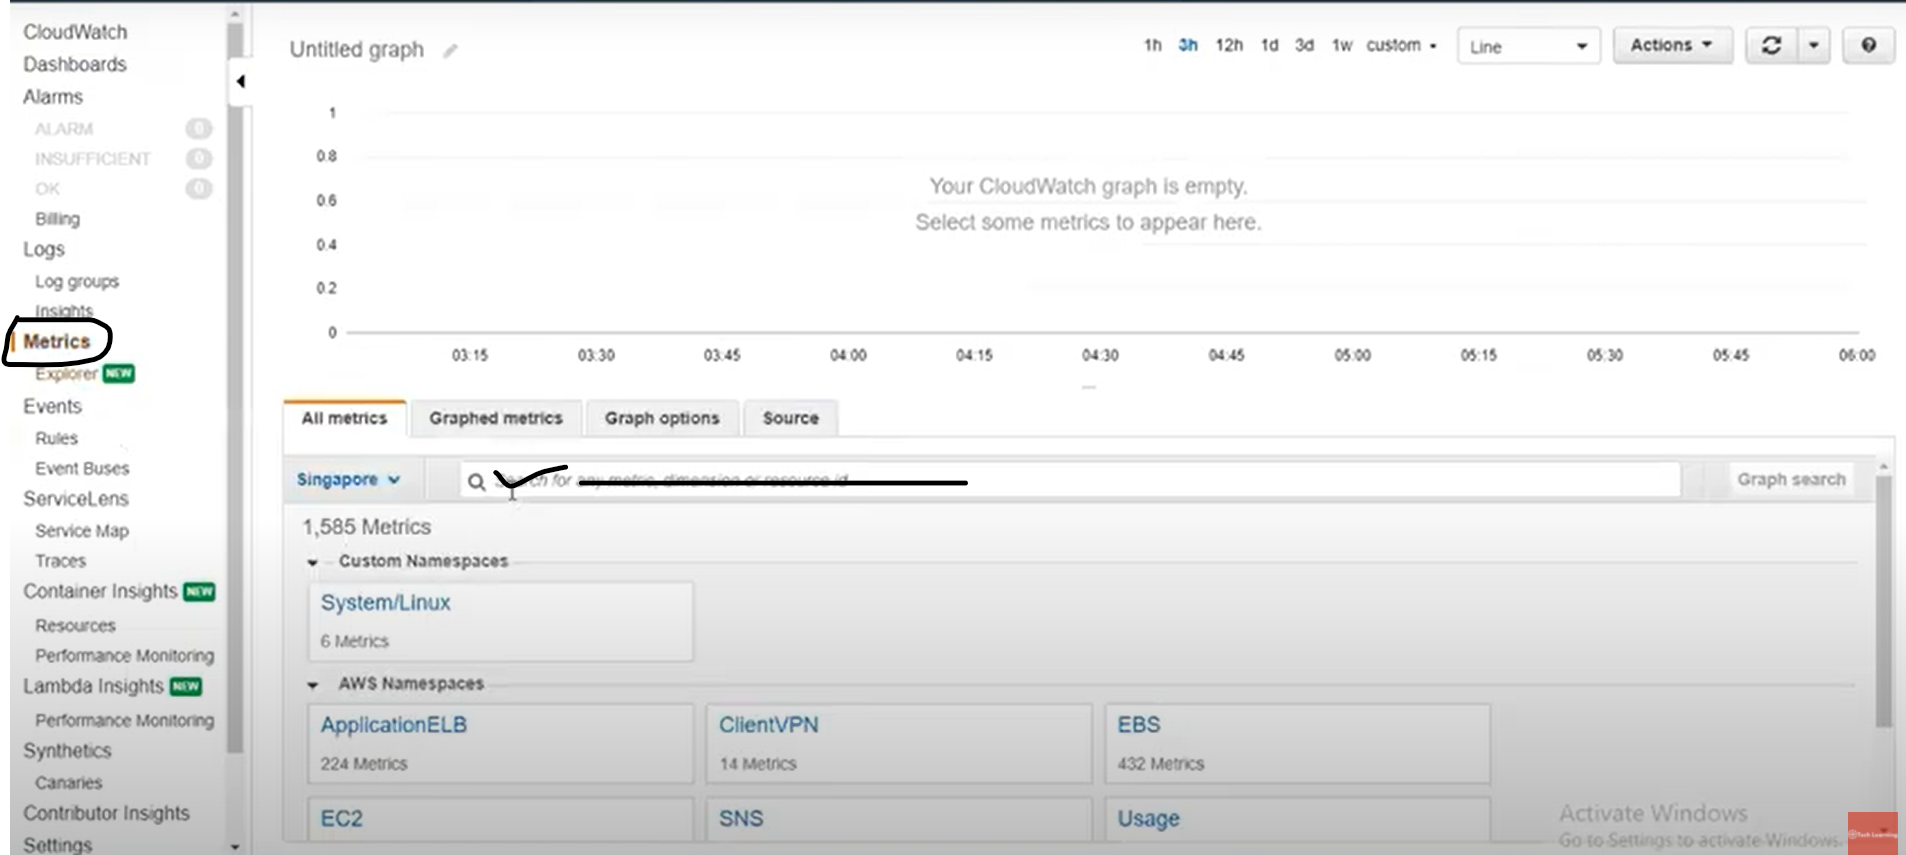 CloudWatch
Dashboards
Alarms
ALARM 0
INSUFFICIENT 0
OK 0
Billing
Logs
Log groups
Insights
Metrics
Explorer NEW
Events
Rules
Event Buses
ServiceLens
Service Map
Traces
Container Insights NEW
Resources
Performance Monitoring
Lambda Insights NEW
Performance Monitoring
Synthetics
Canaries
Contributor Insights
Settings
Untitled graph
1h 3h 12h 1d 3d 1w custom
Line
Actions
1
0.8
0.6
0.4
0.2
0
Your CloudWatch graph is empty.
Select some metrics to appear here.
03:15 03:30 03:45 04:00 04:15 04:30 04:45 05:00 05:15 05:30 05:45 06:00
All metrics Graphed metrics Graph options Source
Singapore
Search for any metric, dimension or resource id
Graph search
1,585 Metrics
Custom Namespaces
System/Linux
6 Metrics
AWS Namespaces
ApplicationELB ClientVPN EBS
224 Metrics 14 Metrics 432 Metrics
EC2 SNS Usage
Activate Windows
Go to Settings to activate Windows.
Tech Learning